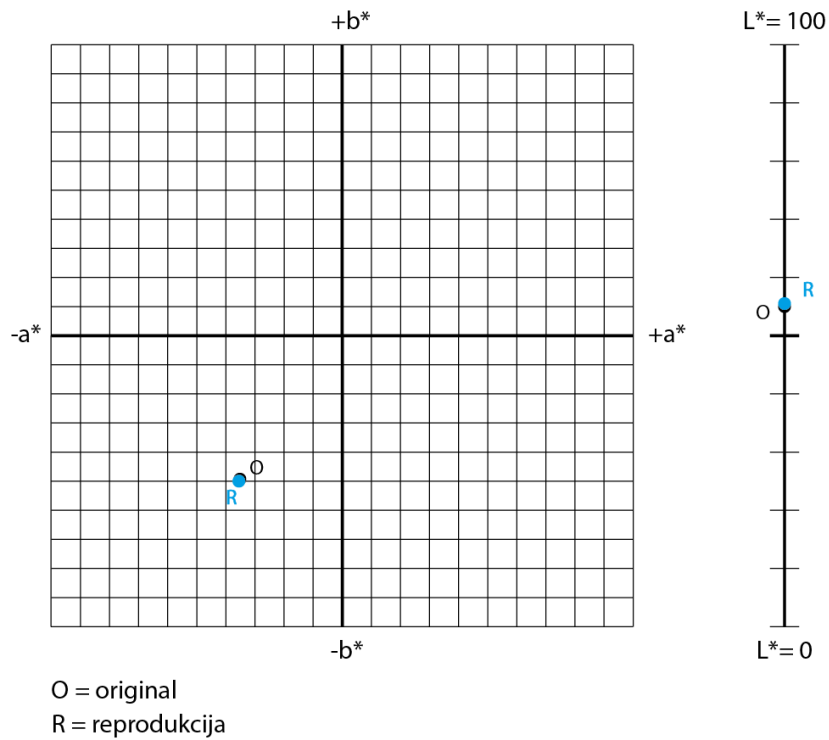 +b*
L*= 100
R
O
-a*
+a*
O
R
-b*
L*= 0
O = original
R = reprodukcija